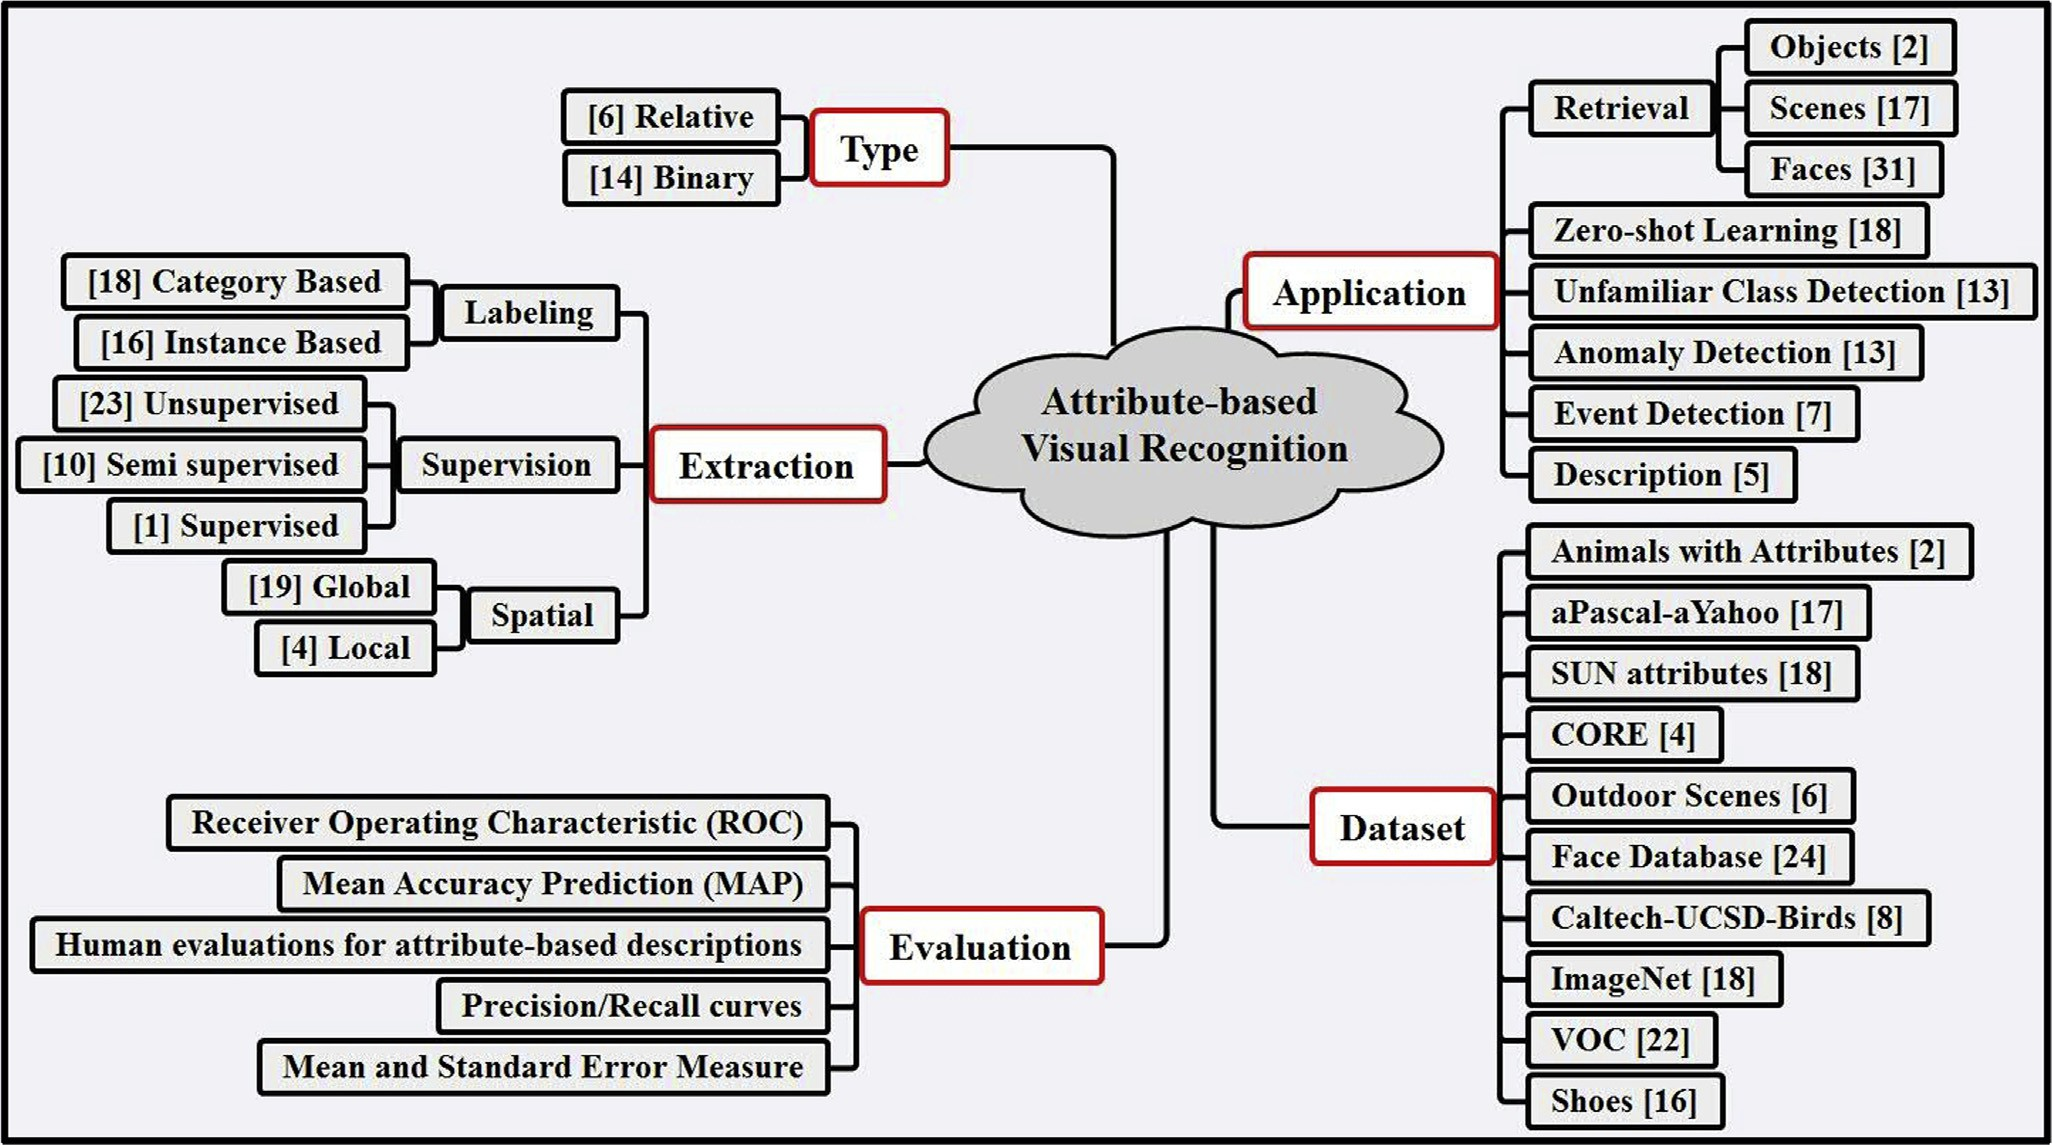 Attribute-based
Visual Recognition
Type
[6] Relative
[14] Binary
Extraction
Labeling
[18] Category Based
[16] Instance Based
Supervision
[23] Unsupervised
[10] Semi supervised
[1] Supervised
Spatial
[19] Global
[4] Local
Evaluation
Receiver Operating Characteristic (ROC)
Mean Accuracy Prediction (MAP)
Human evaluations for attribute-based descriptions
Precision/Recall curves
Mean and Standard Error Measure
Application
Retrieval
Objects [2]
Scenes [17]
Faces [31]
Zero-shot Learning [18]
Unfamiliar Class Detection [13]
Anomaly Detection [13]
Event Detection [7]
Description [5]
Dataset
Animals with Attributes [2]
aPascal-aYahoo [17]
SUN attributes [18]
CORE [4]
Outdoor Scenes [6]
Face Database [24]
Caltech-UCSD-Birds [8]
ImageNet [18]
VOC [22]
Shoes [16]